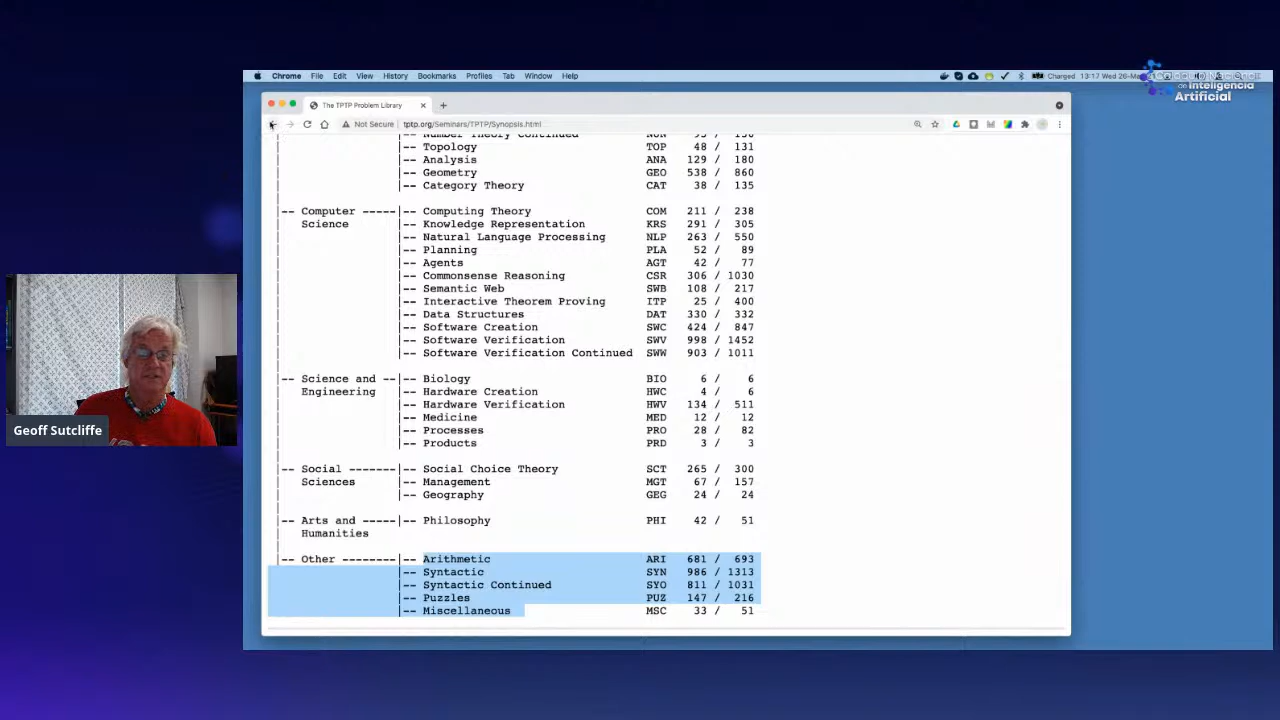 Chrome File Edit View History Bookmarks Profiles Tab Window Help
Charged 13:17 Wed 26
Inteligencia
Artificial
The TPTP Problem Library
Not Secure tptp.org/Seminars/TPTP/Synopsis.html
|-- Number Theory Continued NUN
|-- Topology TOP 48 / 131
|-- Analysis ANA 129 / 180
|-- Geometry GEO 538 / 860
|-- Category Theory CAT 38 / 135
-- Computer -----|-- Computing Theory COM 211 / 238
Science |-- Knowledge Representation KRS 291 / 305
|-- Natural Language Processing NLP 263 / 550
|-- Planning PLA 52 / 89
|-- Agents AGT 42 / 77
|-- Commonsense Reasoning CSR 306 / 1030
|-- Semantic Web SWB 108 / 217
|-- Interactive Theorem Proving ITP 25 / 400
|-- Data Structures DAT 330 / 332
|-- Software Creation SWC 424 / 847
|-- Software Verification SWV 998 / 1452
|-- Software Verification Continued SWW 903 / 1011
-- Science and --|-- Biology BIO 6 / 6
Engineering |-- Hardware Creation HWC 4 / 6
|-- Hardware Verification HWV 134 / 511
|-- Medicine MED 12 / 12
|-- Processes PRO 28 / 82
|-- Products PRD 3 / 3
-- Social -------|-- Social Choice Theory SCT 265 / 300
Sciences |-- Management MGT 67 / 157
|-- Geography GEG 24 / 24
-- Arts and -----|-- Philosophy PHI 42 / 51
Humanities
|-- Other --------|-- Arithmetic ARI 681 / 693
|-- Syntactic SYN 986 / 1313
|-- Syntactic Continued SYO 811 / 1031
|-- Puzzles PUZ 147 / 216
|-- Miscellaneous MSC 33 / 51
Geoff Sutcliffe